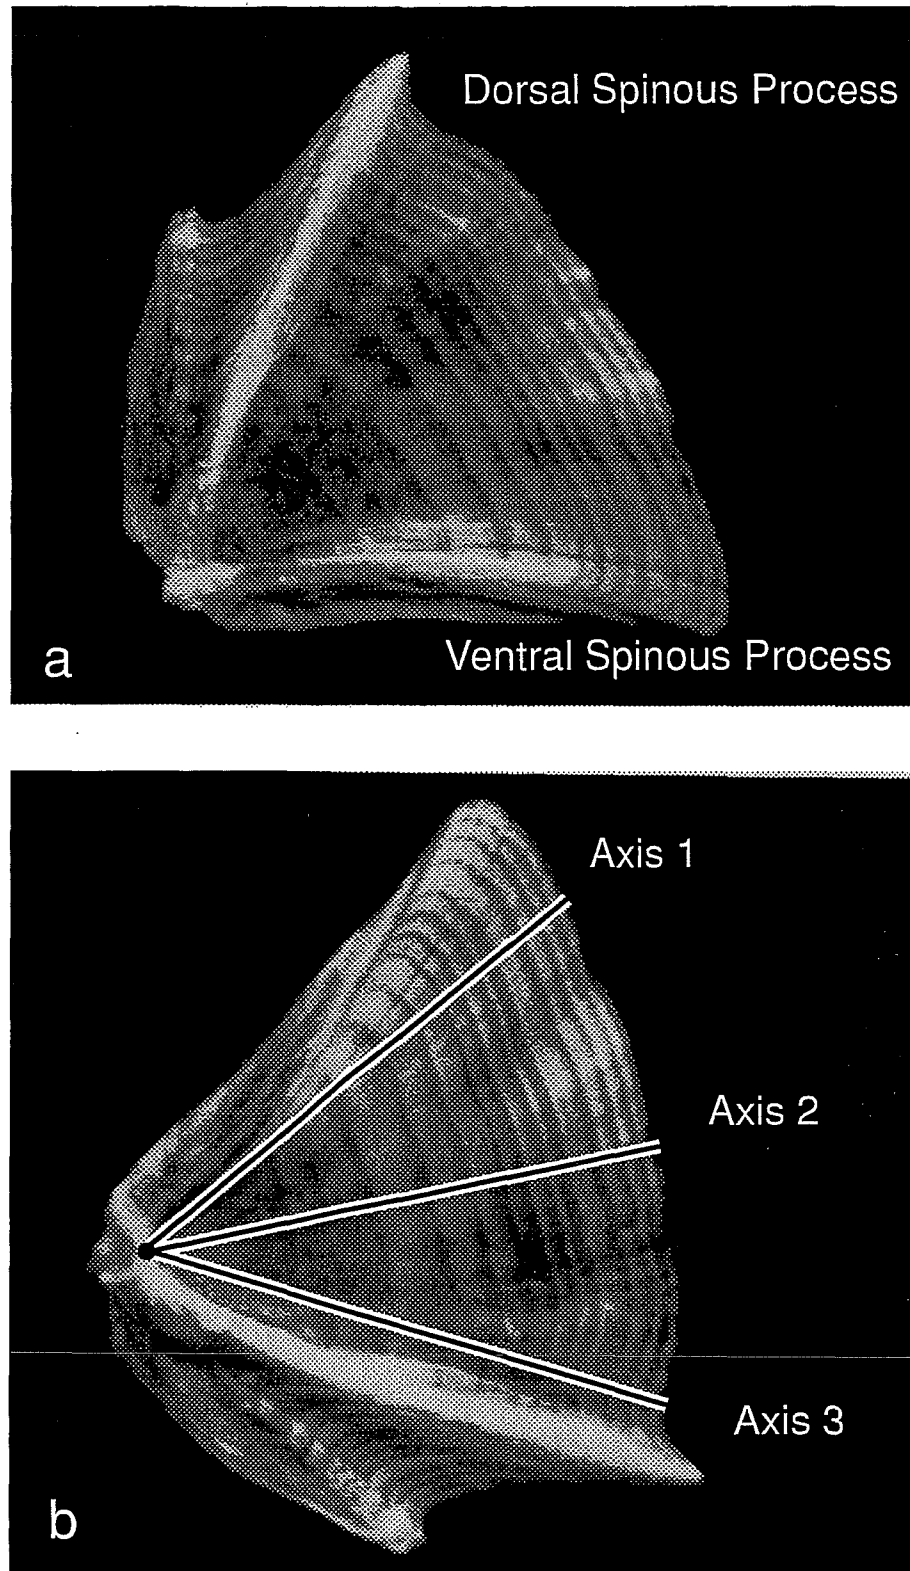 Dorsal Spinous Process
Ventral Spinous Process
a
Axis 1
Axis 2
Axis 3
b